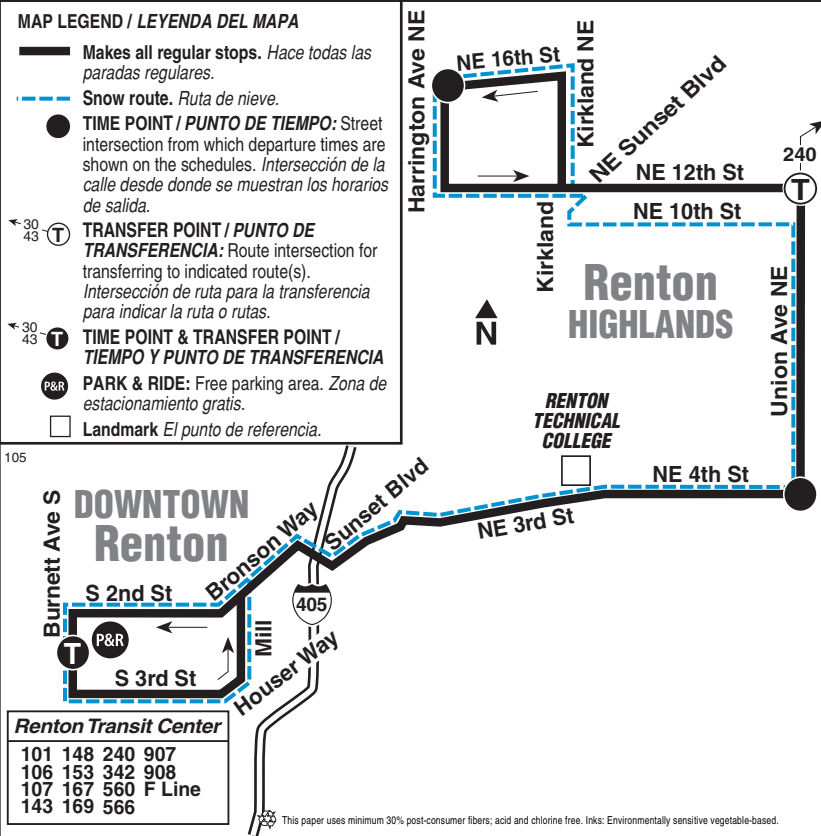 MAP LEGEND / LEYENDA DEL MAPA
Makes all regular stops. Hace todas las
paradas regulares.
Snow route. Ruta de nieve.
TIME POINT / PUNTO DE TIEMPO: Street
intersection from which departure times are
shown on the schedules. Intersección de la
calle desde donde se muestran los horarios
de salida.
30
43
T
TRANSFER POINT / PUNTO DE
TRANSFERENCIA: Route intersection for
transferring to indicated route(s).
Intersección de ruta para la transferencia
para indicar la ruta o rutas.
30
43
T
TIME POINT & TRANSFER POINT /
TIEMPO Y PUNTO DE TRANSFERENCIA
P&R
PARK & RIDE: Free parking area. Zona de
estacionamiento gratis.
Landmark El punto de referencia.
105
Harrington Ave NE
NE 16th St
Kirkland NE
NE Sunset Blvd
240
T
NE 12th St
NE 10th St
Kirkland
Renton
HIGHLANDS
Union Ave NE
N
RENTON
TECHNICAL
COLLEGE
NE 4th St
NE 3rd St
Sunset Blvd
Bronson Way
DOWNTOWN
Renton
Burnett Ave S
S 2nd St
405
P&R
T
Mill
S 3rd St
Houser Way
Renton Transit Center
101 148 240 907
106 153 342 908
107 167 560 F Line
143 169 566
This paper uses minimum 30% post-consumer fibers; acid and chlorine free. Inks: Environmentally sensitive vegetable-based.